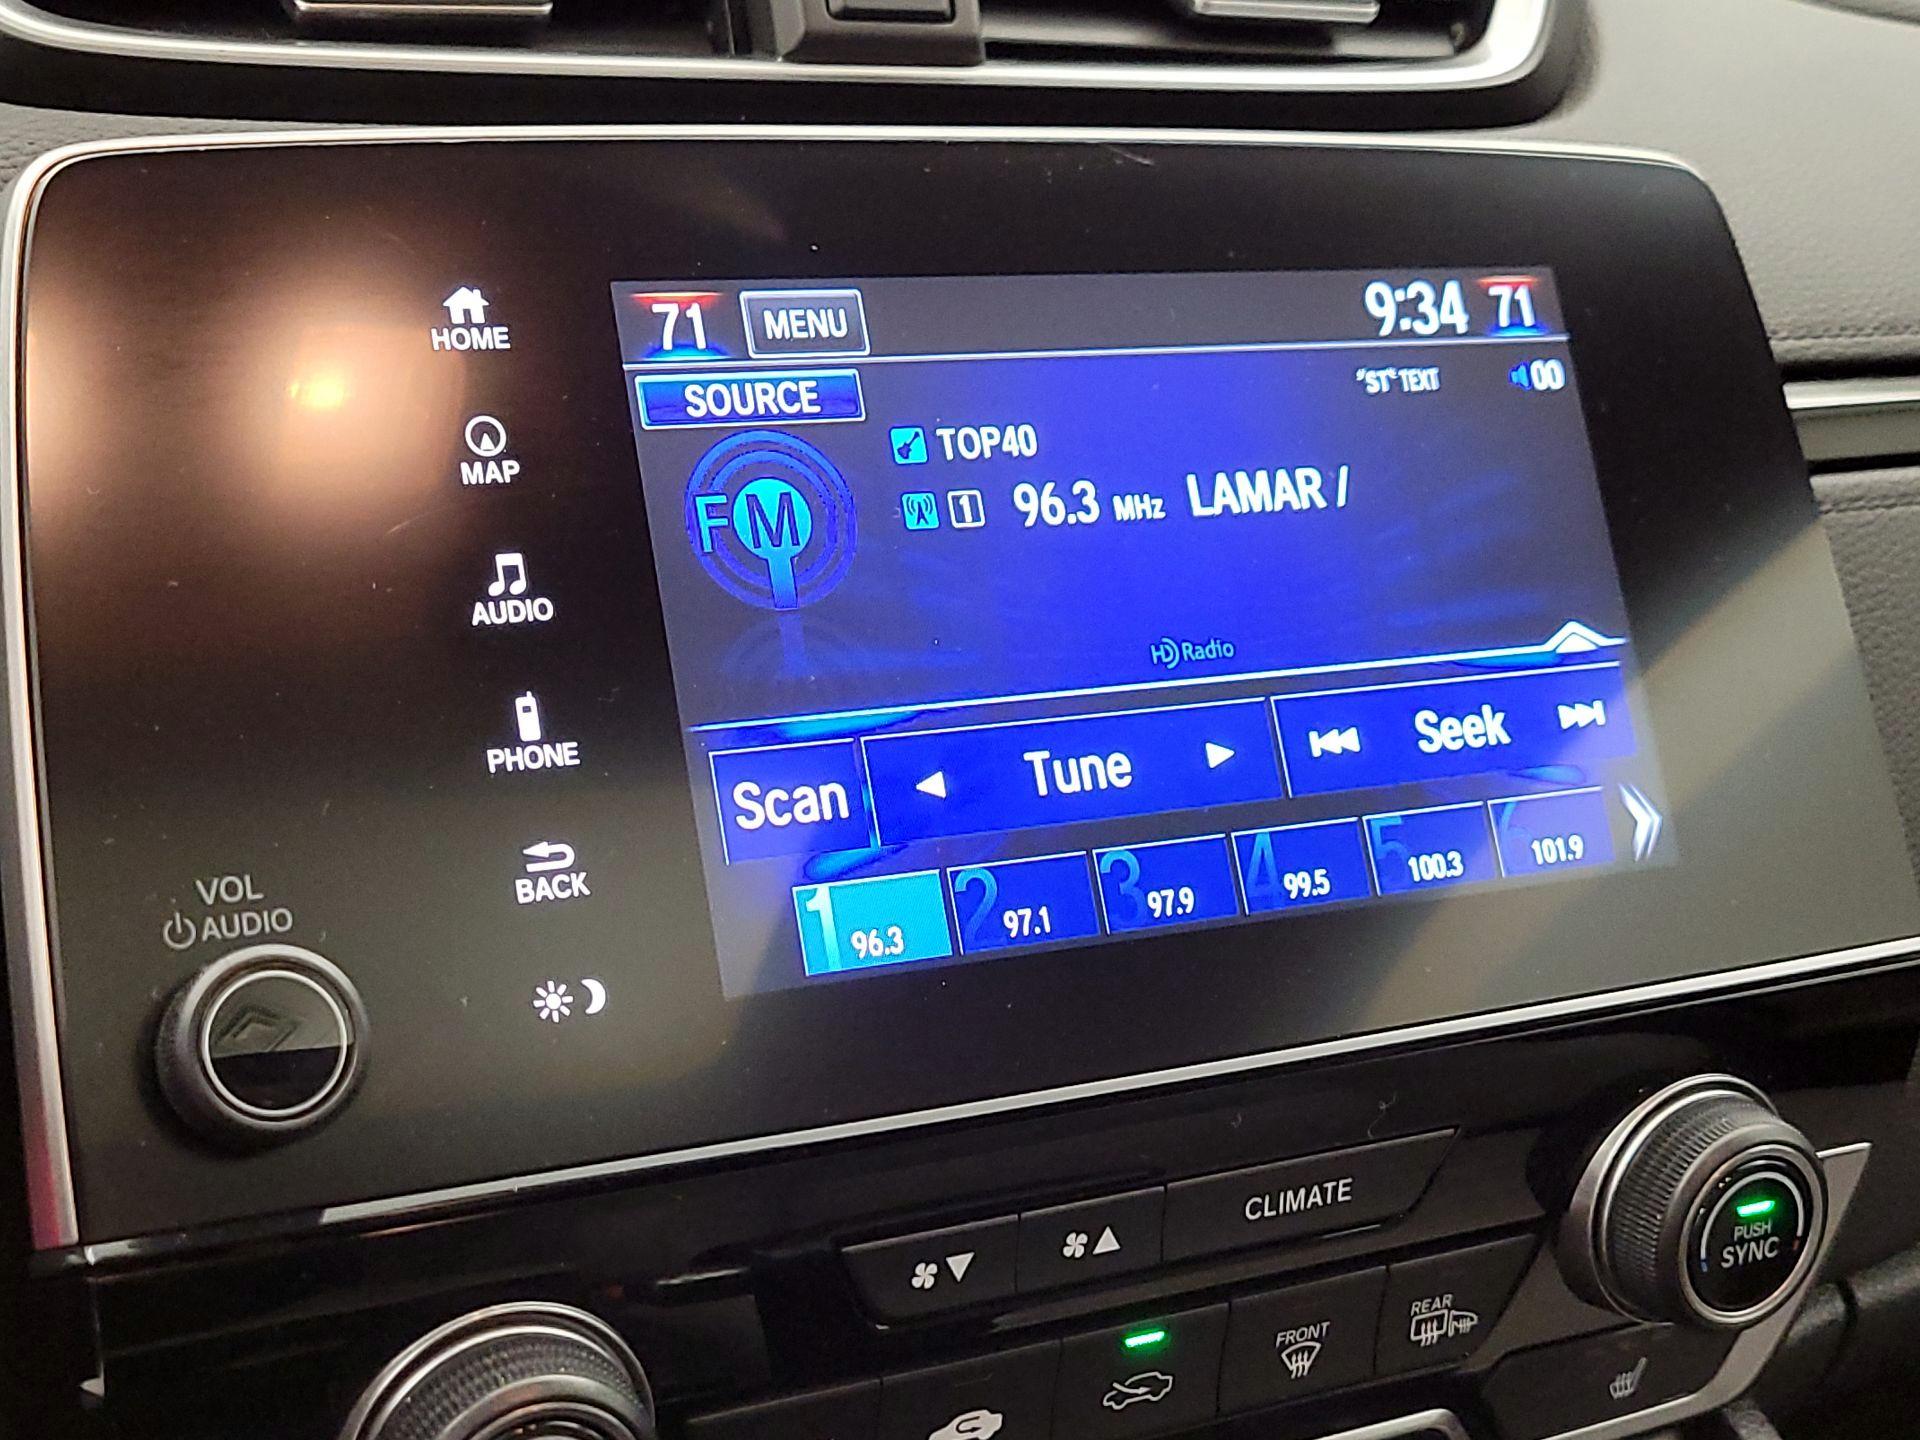 71 MENU 9:34 71
SOURCE "ST" TEXT 00
TOP40
FM 1 96.3 MHz LAMAR /
HD Radio
Scan Tune Seek
1 96.3 2 97.1 3 97.9 4 99.5 5 100.3 6 101.9
HOME
MAP
AUDIO
PHONE
BACK
VOL
AUDIO
CLIMATE
PUSH
SYNC
FRONT
REAR